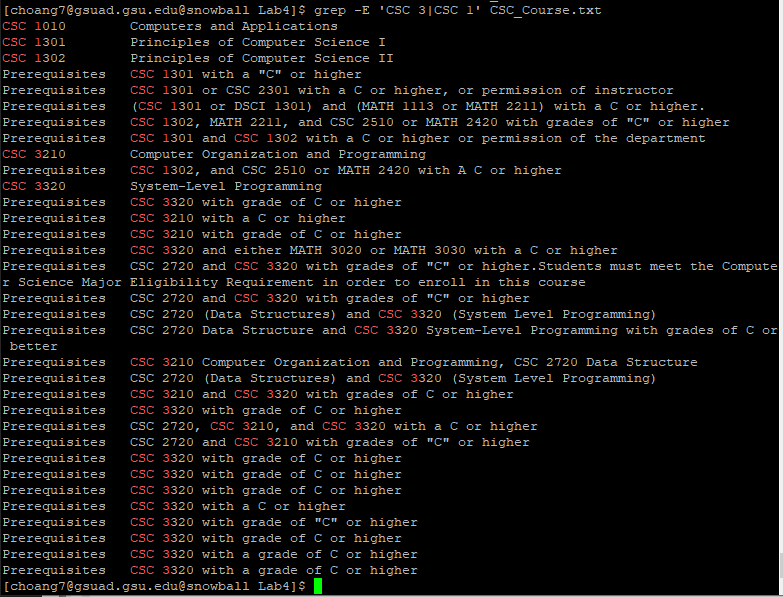 [choang7@gsuad.gsu.edu@snowball Lab4]$ grep -E 'CSC 3|CSC 1' CSC_Course.txt
CSC 1010        Computers and Applications
CSC 1301        Principles of Computer Science I
CSC 1302        Principles of Computer Science II
Prerequisites   CSC 1301 with a "C" or higher
Prerequisites   CSC 1301 or CSC 2301 with a C or higher, or permission of instructor
Prerequisites   (CSC 1301 or DSCI 1301) and (MATH 1113 or MATH 2211) with a C or higher.
Prerequisites   CSC 1302, MATH 2211, and CSC 2510 or MATH 2420 with grades of "C" or higher
Prerequisites   CSC 1301 and CSC 1302 with a C or higher or permission of the department
CSC 3210        Computer Organization and Programming
Prerequisites   CSC 1302, and CSC 2510 or MATH 2420 with A C or higher
CSC 3320        System-Level Programming
Prerequisites   CSC 3320 with grade of C or higher
Prerequisites   CSC 3210 with a C or higher
Prerequisites   CSC 3210 with grade of C or higher
Prerequisites   CSC 3320 and either MATH 3020 or MATH 3030 with a C or higher
Prerequisites   CSC 2720 and CSC 3320 with grades of "C" or higher.Students must meet the Compute
r Science Major Eligibility Requirement in order to enroll in this course
Prerequisites   CSC 2720 and CSC 3320 with grades of "C" or higher
Prerequisites   CSC 2720 (Data Structures) and CSC 3320 (System Level Programming)
Prerequisites   CSC 2720 Data Structure and CSC 3320 System-Level Programming with grades of C or
 better
Prerequisites   CSC 3210 Computer Organization and Programming, CSC 2720 Data Structure
Prerequisites   CSC 2720 (Data Structures) and CSC 3320 (System Level Programming)
Prerequisites   CSC 3210 and CSC 3320 with grades of C or higher
Prerequisites   CSC 3320 with grade of C or higher
Prerequisites   CSC 2720, CSC 3210, and CSC 3320 with a C or higher
Prerequisites   CSC 2720 and CSC 3210 with grades of "C" or higher
Prerequisites   CSC 3320 with grade of C or higher
Prerequisites   CSC 3320 with grade of C or higher
Prerequisites   CSC 3320 with grade of C or higher
Prerequisites   CSC 3320 with a C or higher
Prerequisites   CSC 3320 with grade of "C" or higher
Prerequisites   CSC 3320 with grade of C or higher
Prerequisites   CSC 3320 with a grade of C or higher
Prerequisites   CSC 3320 with a grade of C or higher
[choang7@gsuad.gsu.edu@snowball Lab4]$